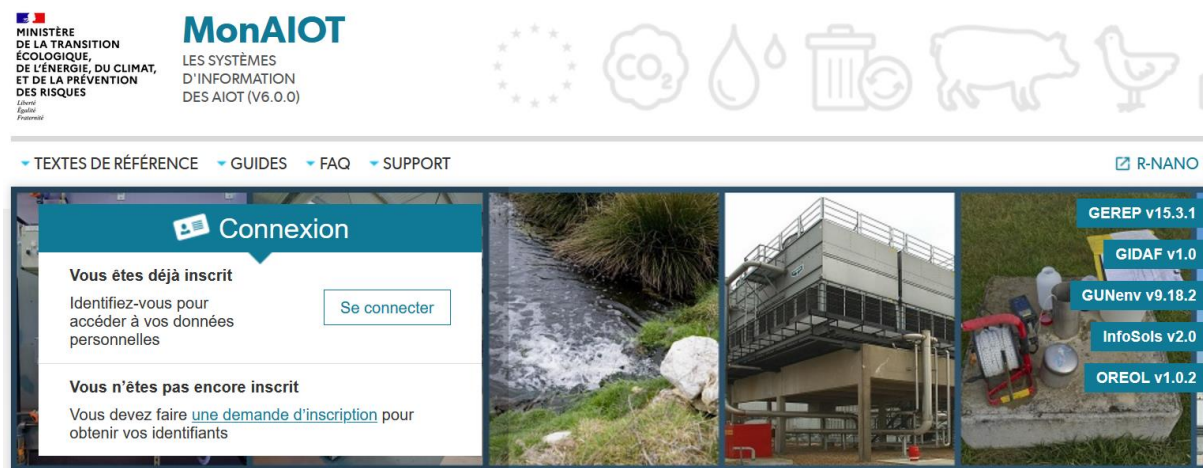 MINISTÈRE
DE LA TRANSITION
ÉCOLOGIQUE,
DE L'ÉNERGIE, DU CLIMAT,
ET DE LA PRÉVENTION
DES RISQUES
Liberté
Égalité
Fraternité
MonAIOT
LES SYSTÈMES
D'INFORMATION
DES AIOT (V6.0.0)
CO2
TEXTES DE RÉFÉRENCE GUIDES FAQ SUPPORT R-NANO
Connexion
Vous êtes déjà inscrit
Identifiez-vous pour
accéder à vos données
personnelles
Se connecter
Vous n'êtes pas encore inscrit
Vous devez faire une demande d'inscription pour
obtenir vos identifiants
GEREP v15.3.1
GIDAF v1.0
GUNenv v9.18.2
InfoSols v2.0
OREOL v1.0.2